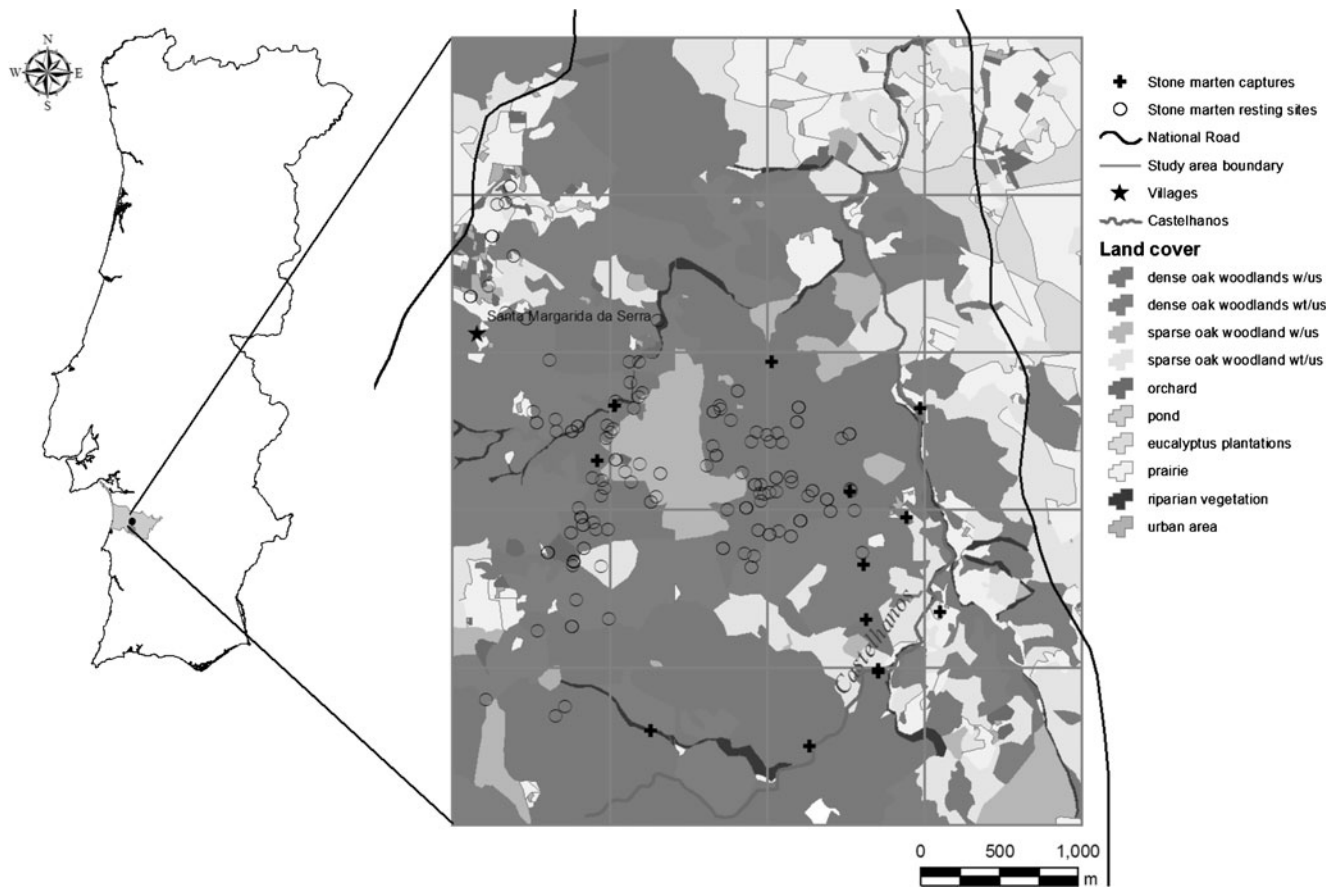 N
W E
S
Stone marten captures
Stone marten resting sites
National Road
Study area boundary
Villages
Castelhanos
Land cover
dense oak woodlands w/us
dense oak woodlands wt/us
sparse oak woodland w/us
sparse oak woodland wt/us
orchard
pond
eucalyptus plantations
prairie
riparian vegetation
urban area
Santa Margarida da Serra
Castelhanos
0 500 1,000
m